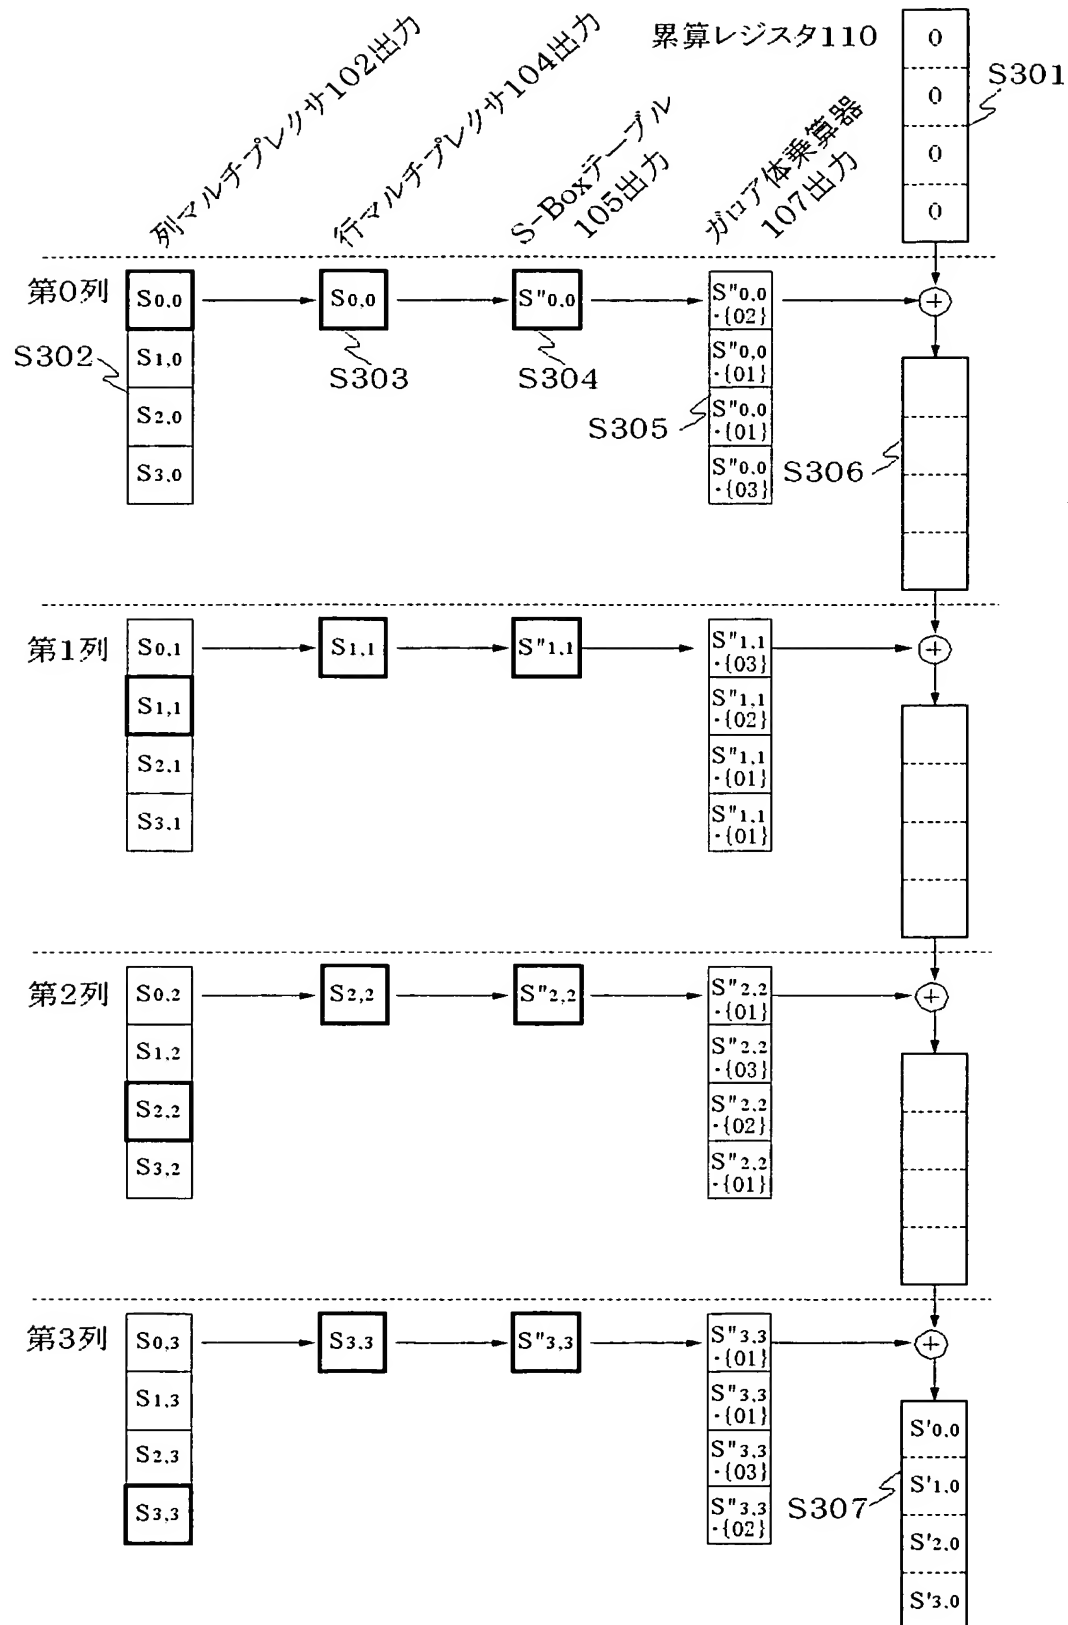 累算レジスタ110
0
0
0
0
S301
列マルチプレクサ102出力
行マルチプレクサ104出力
S-Boxテーブル
105出力
ガロア体乗算器
107出力
第0列
S0,0
S1,0
S2,0
S3,0
S302
S0,0
S303
S"0,0
S304
S"0,0
·{02}
S"0,0
·{01}
S"0,0
·{01}
S"0,0
·{03}
S305
+
S306
第1列
S0,1
S1,1
S2,1
S3,1
S1,1
S"1,1
S"1,1
·{03}
S"1,1
·{02}
S"1,1
·{01}
S"1,1
·{01}
+
第2列
S0,2
S1,2
S2,2
S3,2
S2,2
S"2,2
S"2,2
·{01}
S"2,2
·{03}
S"2,2
·{02}
S"2,2
·{01}
+
第3列
S0,3
S1,3
S2,3
S3,3
S3,3
S"3,3
S"3,3
·{01}
S"3,3
·{01}
S"3,3
·{03}
S"3,3
·{02}
+
S307
S'0,0
S'1,0
S'2,0
S'3,0